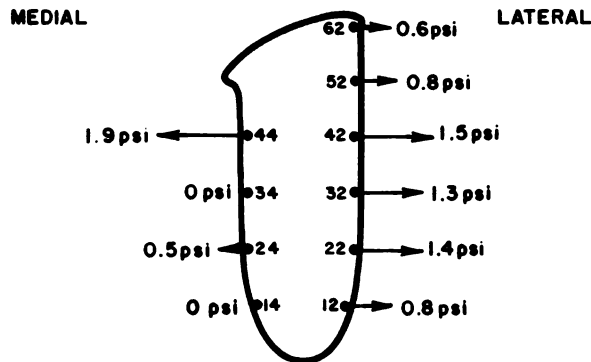 MEDIAL LATERAL
62 0.6psi
52 0.8psi
1.9psi 44 42 1.5psi
0psi 34 32 1.3psi
0.5psi 24 22 1.4psi
0 psi 14 12 0.8psi